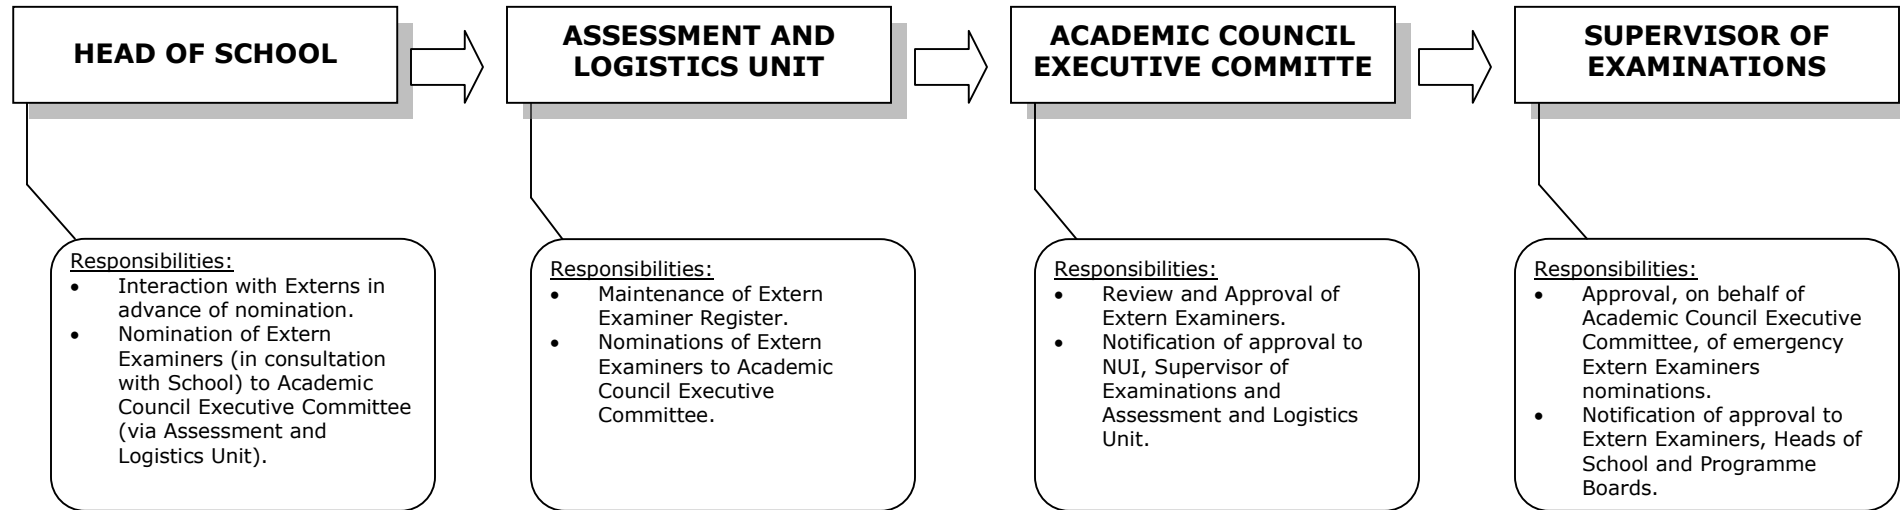 HEAD OF SCHOOL
ASSESSMENT AND
LOGISTICS UNIT
ACADEMIC COUNCIL
EXECUTIVE COMMITTE
SUPERVISOR OF
EXAMINATIONS
Responsibilities:
• Interaction with Externs in
advance of nomination.
• Nomination of Extern
Examiners (in consultation
with School) to Academic
Council Executive Committee
(via Assessment and
Logistics Unit).
Responsibilities:
• Maintenance of Extern
Examiner Register.
• Nominations of Extern
Examiners to Academic
Council Executive
Committee.
Responsibilities:
• Review and Approval of
Extern Examiners.
• Notification of approval to
NUI, Supervisor of
Examinations and
Assessment and Logistics
Unit.
Responsibilities:
• Approval, on behalf of
Academic Council Executive
Committee, of emergency
Extern Examiners
nominations.
• Notification of approval to
Extern Examiners, Heads of
School and Programme
Boards.